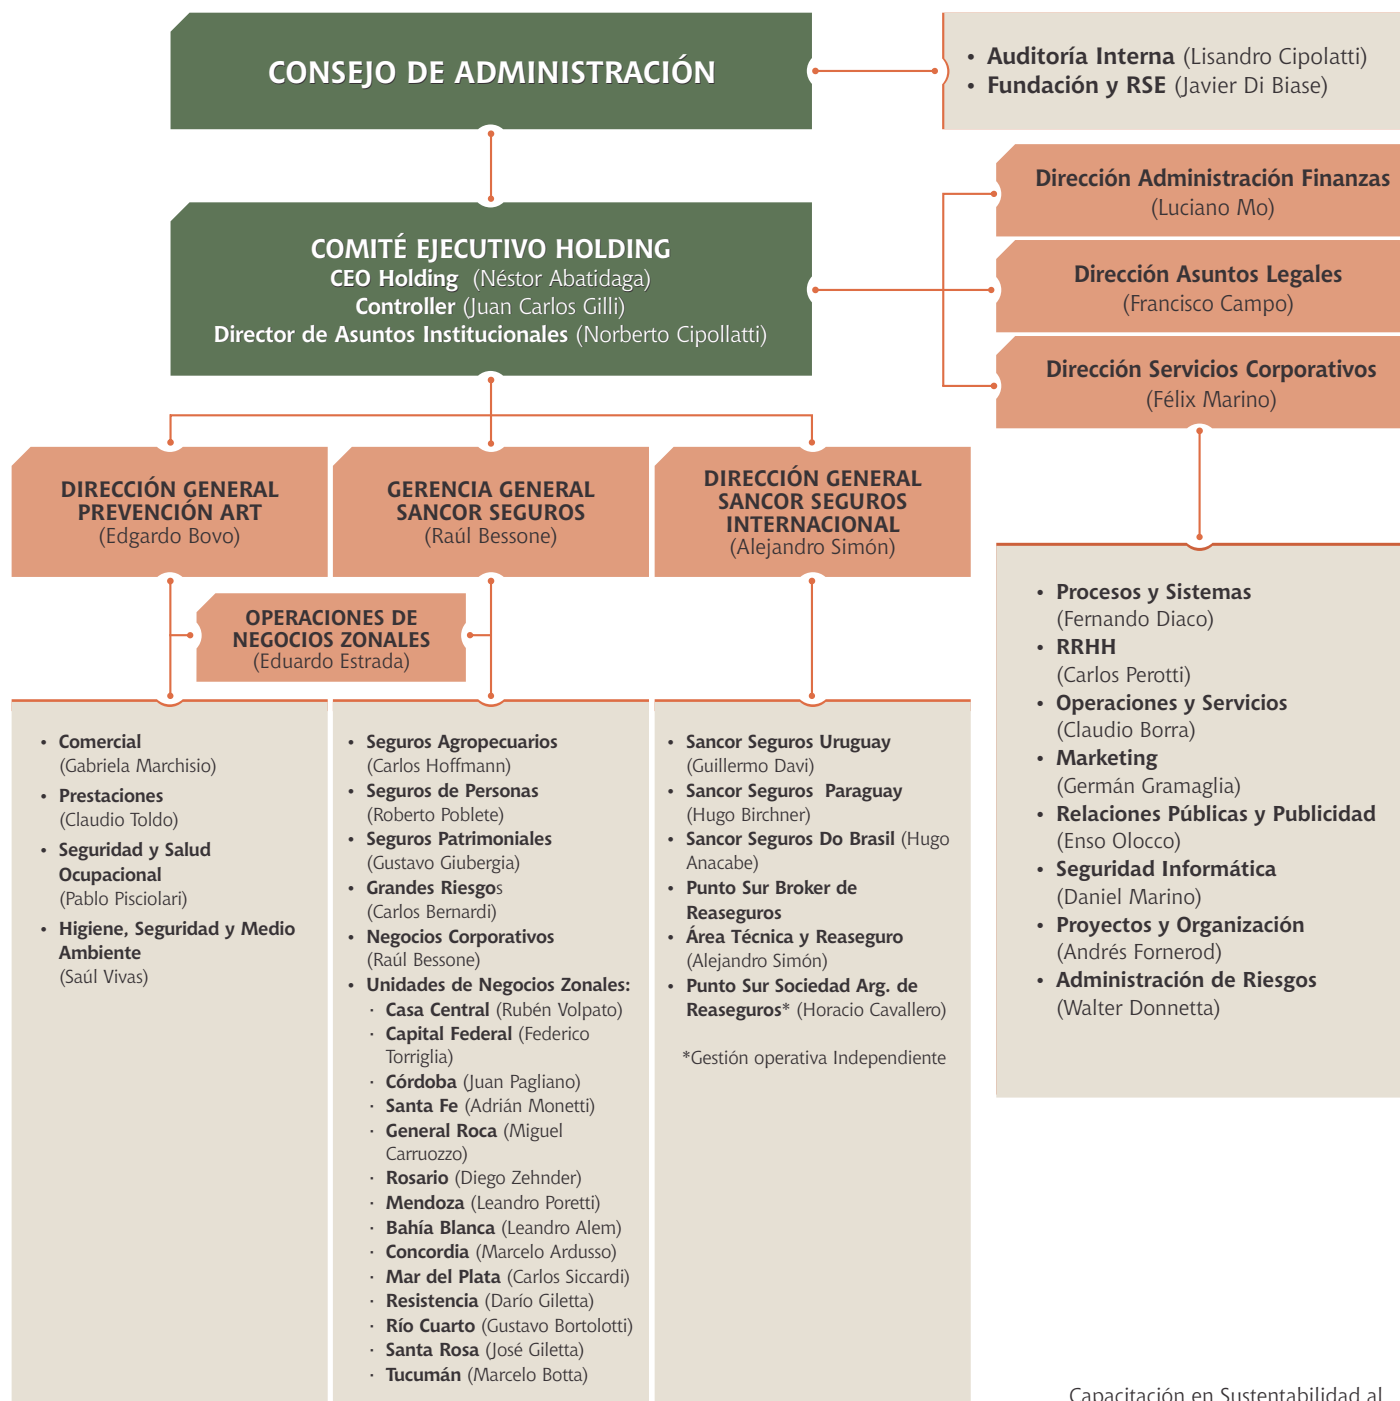 CONSEJO DE ADMINISTRACIÓN
• Auditoría Interna (Lisandro Cipolatti)
• Fundación y RSE (Javier Di Biase)
COMITÉ EJECUTIVO HOLDING
CEO Holding (Néstor Abatidaga)
Controller (Juan Carlos Gilli)
Director de Asuntos Institucionales (Norberto Cipollatti)
Dirección Administración Finanzas
(Luciano Mo)
Dirección Asuntos Legales
(Francisco Campo)
Dirección Servicios Corporativos
(Félix Marino)
DIRECCIÓN GENERAL
PREVENCIÓN ART
(Edgardo Bovo)
GERENCIA GENERAL
SANCOR SEGUROS
(Raúl Bessone)
DIRECCIÓN GENERAL
SANCOR SEGUROS
INTERNACIONAL
(Alejandro Simón)
OPERACIONES DE
NEGOCIOS ZONALES
(Eduardo Estrada)
• Comercial
(Gabriela Marchisio)
• Prestaciones
(Claudio Toldo)
• Seguridad y Salud
Ocupacional
(Pablo Pisciolari)
• Higiene, Seguridad y Medio
Ambiente
(Saúl Vivas)
• Seguros Agropecuarios
(Carlos Hoffmann)
• Seguros de Personas
(Roberto Poblete)
• Seguros Patrimoniales
(Gustavo Giubergia)
• Grandes Riesgos
(Carlos Bernardi)
• Negocios Corporativos
(Raúl Bessone)
• Unidades de Negocios Zonales:
· Casa Central (Rubén Volpato)
· Capital Federal (Federico
Torriglia)
· Córdoba (Juan Pagliano)
· Santa Fe (Adrián Monetti)
· General Roca (Miguel
Carruozzo)
· Rosario (Diego Zehnder)
· Mendoza (Leandro Poretti)
· Bahía Blanca (Leandro Alem)
· Concordia (Marcelo Ardusso)
· Mar del Plata (Carlos Siccardi)
· Resistencia (Darío Giletta)
· Río Cuarto (Gustavo Bortolotti)
· Santa Rosa (José Giletta)
· Tucumán (Marcelo Botta)
• Sancor Seguros Uruguay
(Guillermo Davi)
• Sancor Seguros Paraguay
(Hugo Birchner)
• Sancor Seguros Do Brasil (Hugo
Anacabe)
• Punto Sur Broker de
Reaseguros
• Área Técnica y Reaseguro
(Alejandro Simón)
• Punto Sur Sociedad Arg. de
Reaseguros* (Horacio Cavallero)
*Gestión operativa Independiente
• Procesos y Sistemas
(Fernando Diaco)
• RRHH
(Carlos Perotti)
• Operaciones y Servicios
(Claudio Borra)
• Marketing
(Germán Gramaglia)
• Relaciones Públicas y Publicidad
(Enso Olocco)
• Seguridad Informática
(Daniel Marino)
• Proyectos y Organización
(Andrés Fornerod)
• Administración de Riesgos
(Walter Donnetta)
Capacitación en Sustentabilidad al